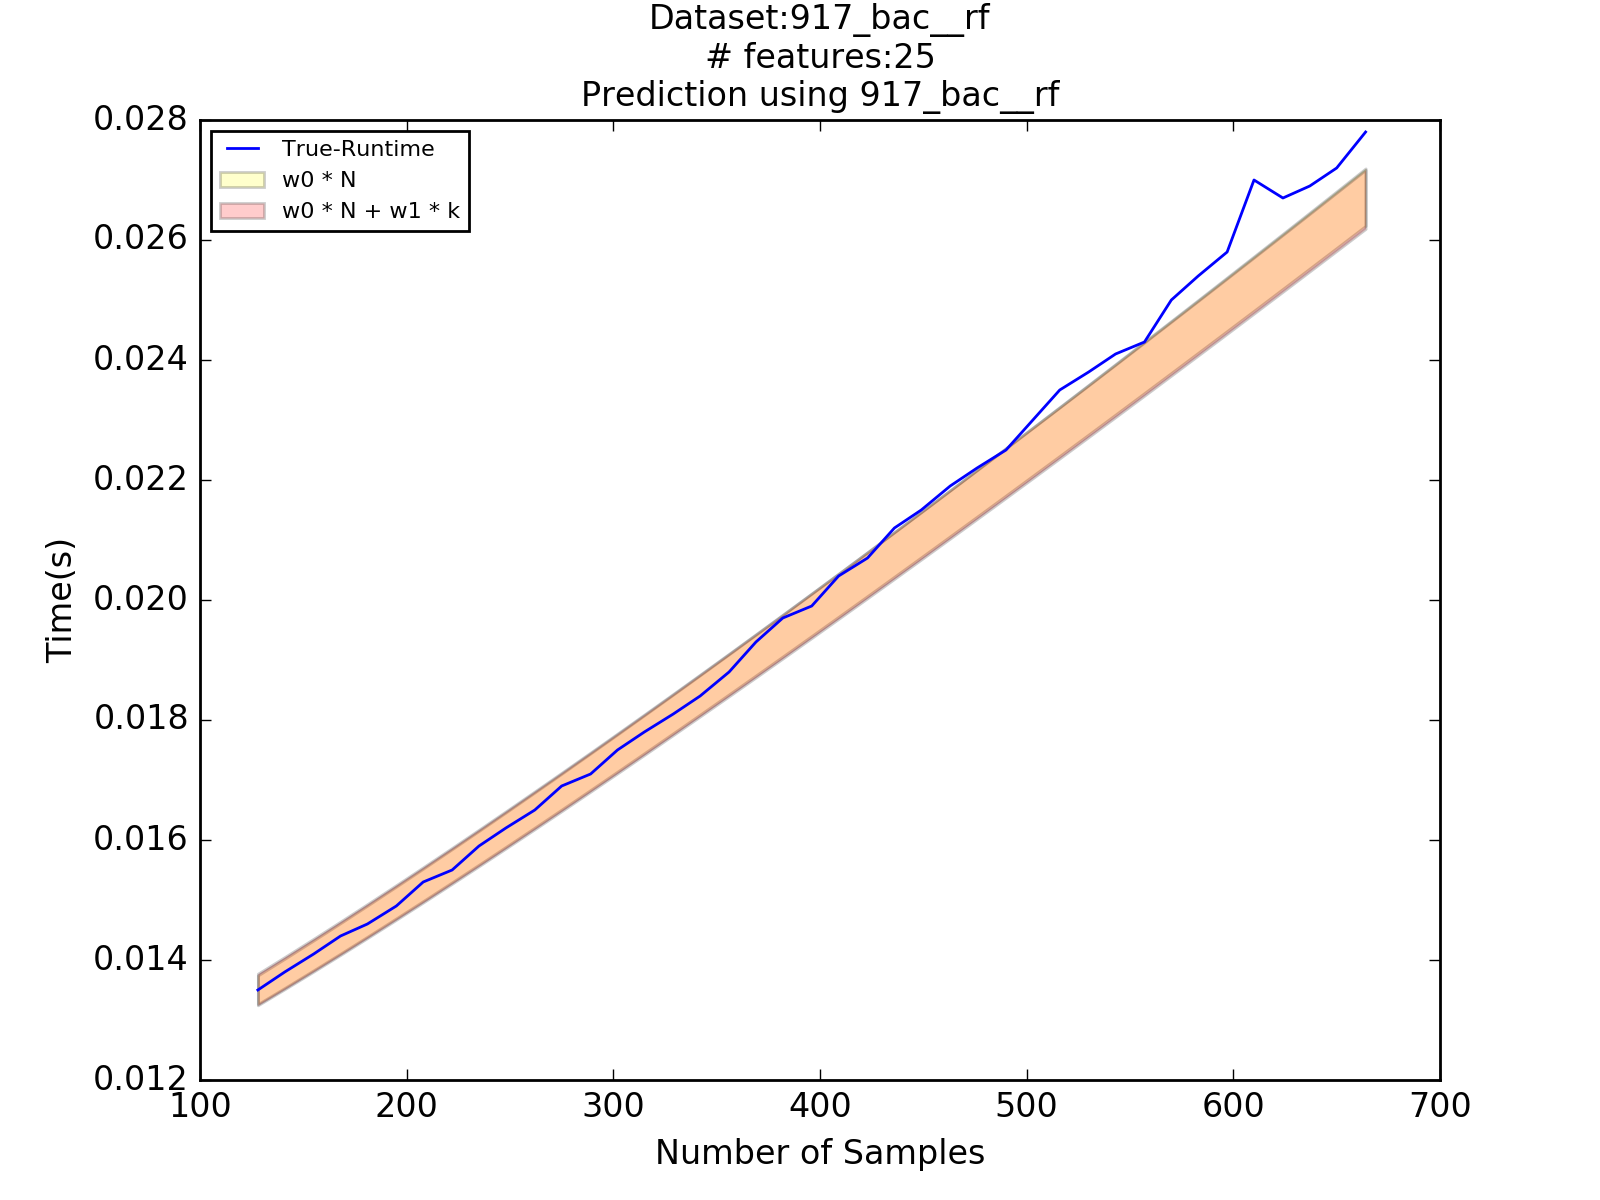 Dataset:917_bac__rf
# features:25
Prediction using 917_bac__rf
0.028
0.026
0.024
0.022
0.020
0.018
0.016
0.014
0.012
True-Runtime
w0 * N
w0 * N + w1 * k
Time(s)
100 200 300 400 500 600 700
Number of Samples